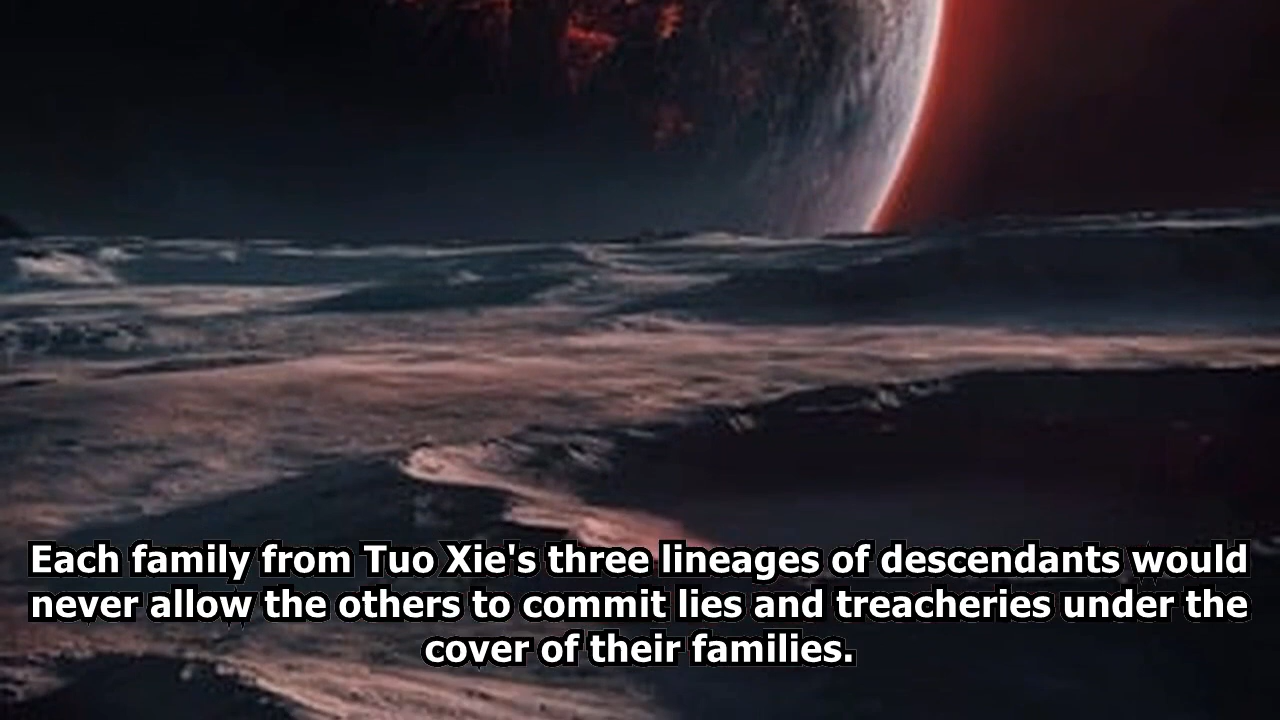 Each family from Tuo Xie's three lineages of descendants would
never allow the others to commit lies and treacheries under the
cover of their families.